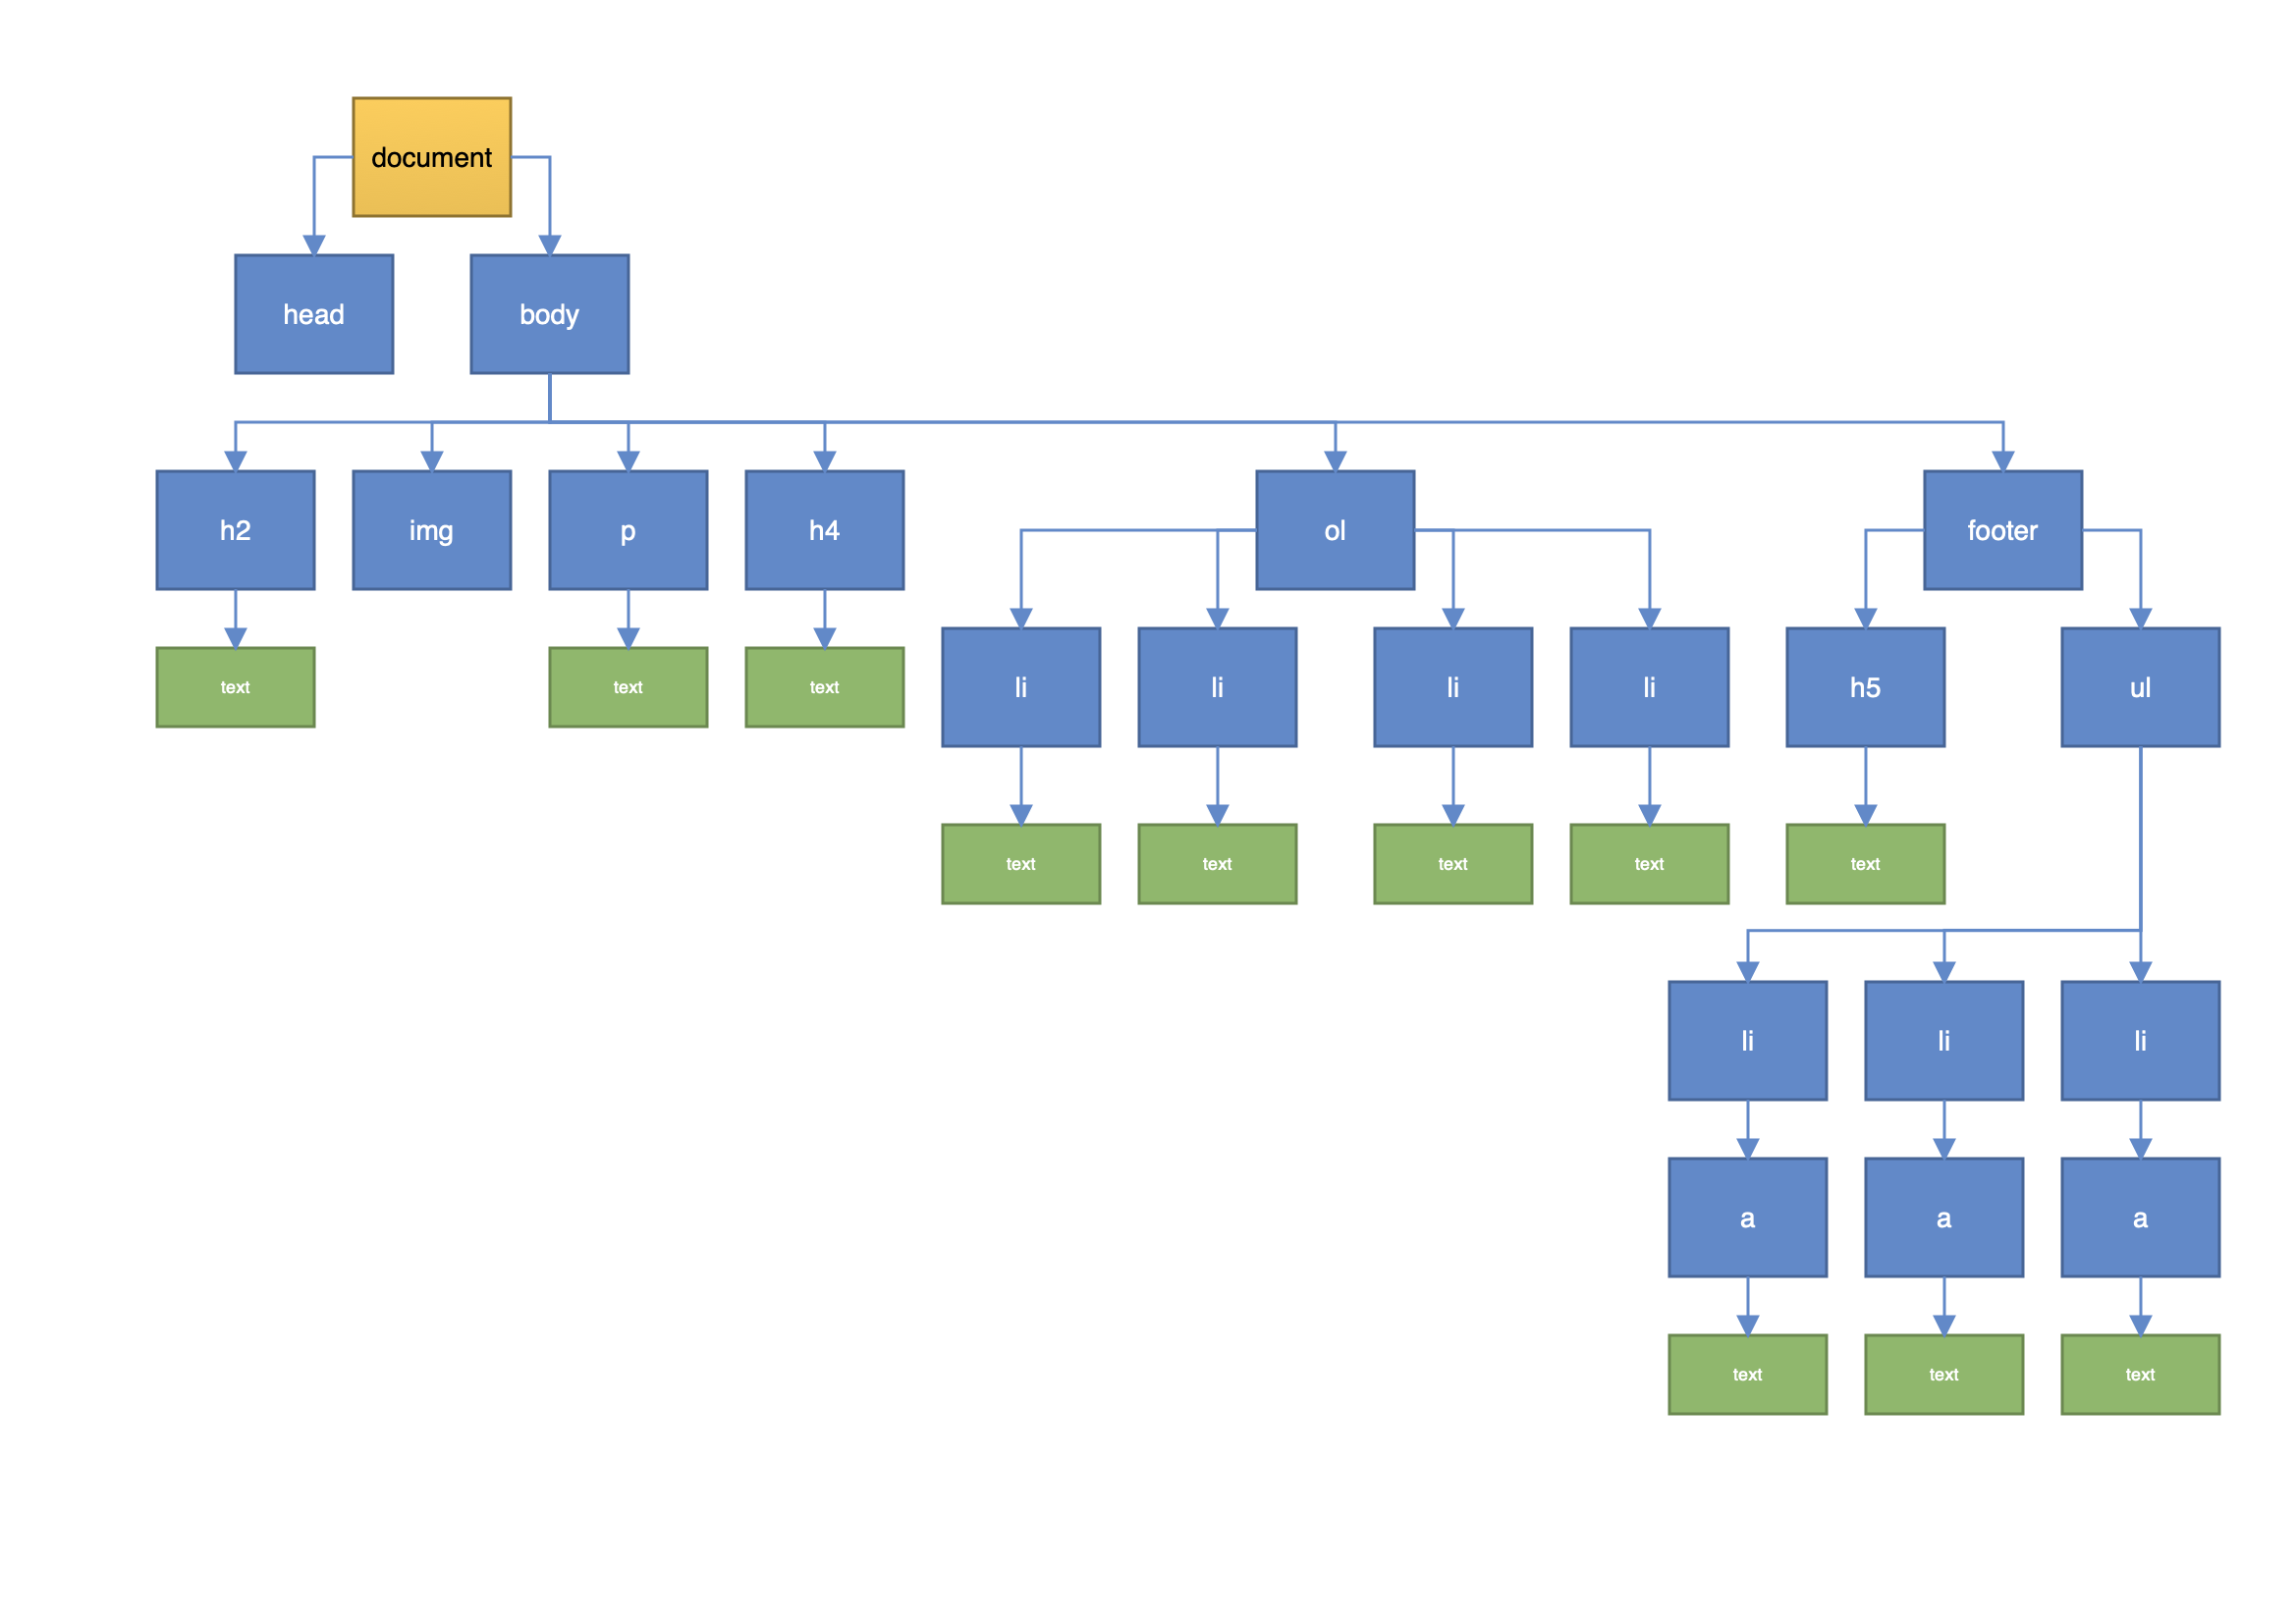 document
head
body
h2
img
p
h4
ol
footer
text
text
text
li
li
li
li
h5
ul
text
text
text
text
text
li
li
li
a
a
a
text
text
text